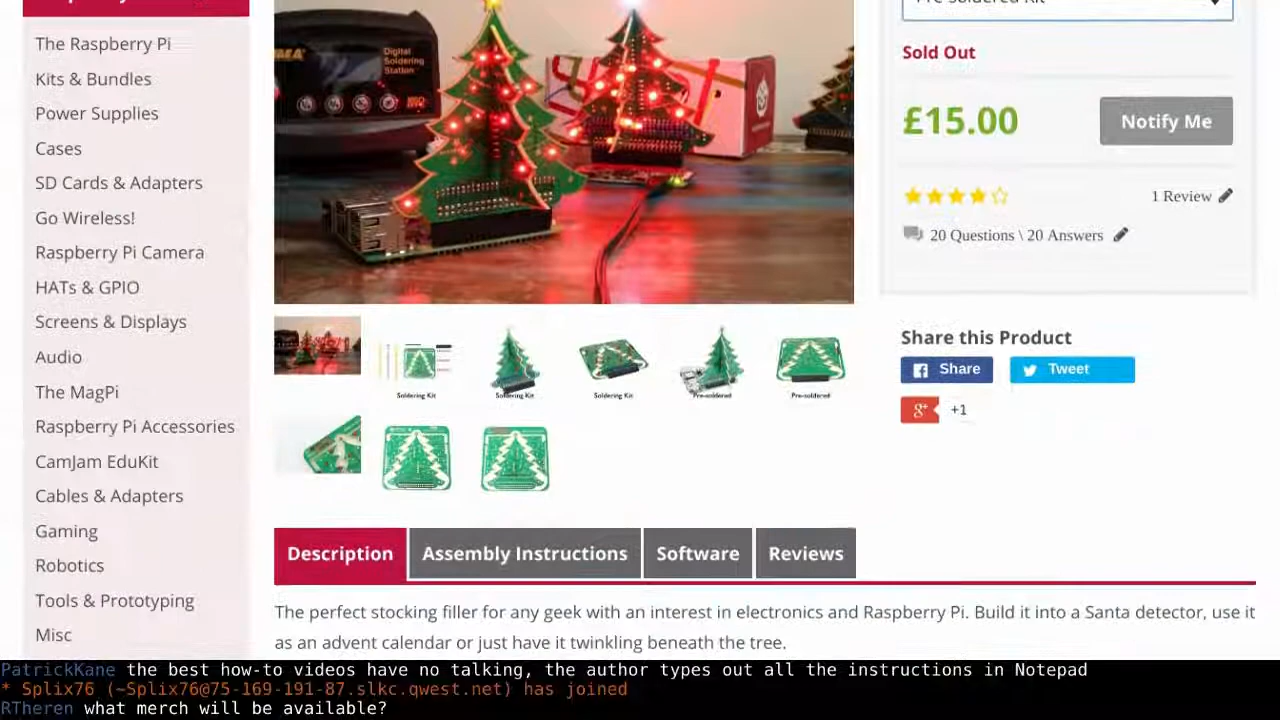 The Raspberry Pi
Kits & Bundles
Power Supplies
Cases
SD Cards & Adapters
Go Wireless!
Raspberry Pi Camera
HATs & GPIO
Screens & Displays
Audio
The MagPi
Raspberry Pi Accessories
CamJam EduKit
Cables & Adapters
Gaming
Robotics
Tools & Prototyping
Misc
Digital
Soldering
Station
Sold Out
£15.00
Notify Me
1 Review
20 Questions \ 20 Answers
Share this Product
Share
Tweet
g+
+1
Soldering Kit
Soldering Kit
Soldering Kit
Pre-soldered
Pre-soldered
Description
Assembly Instructions
Software
Reviews
The perfect stocking filler for any geek with an interest in electronics and Raspberry Pi. Build it into a Santa detector, use it
as an advent calendar or just have it twinkling beneath the tree.
PatrickKane the best how-to videos have no talking, the author types out all the instructions in Notepad
* Splix76 (~Splix76@75-169-191-87.slkc.qwest.net) has joined
RTheren what merch will be available?